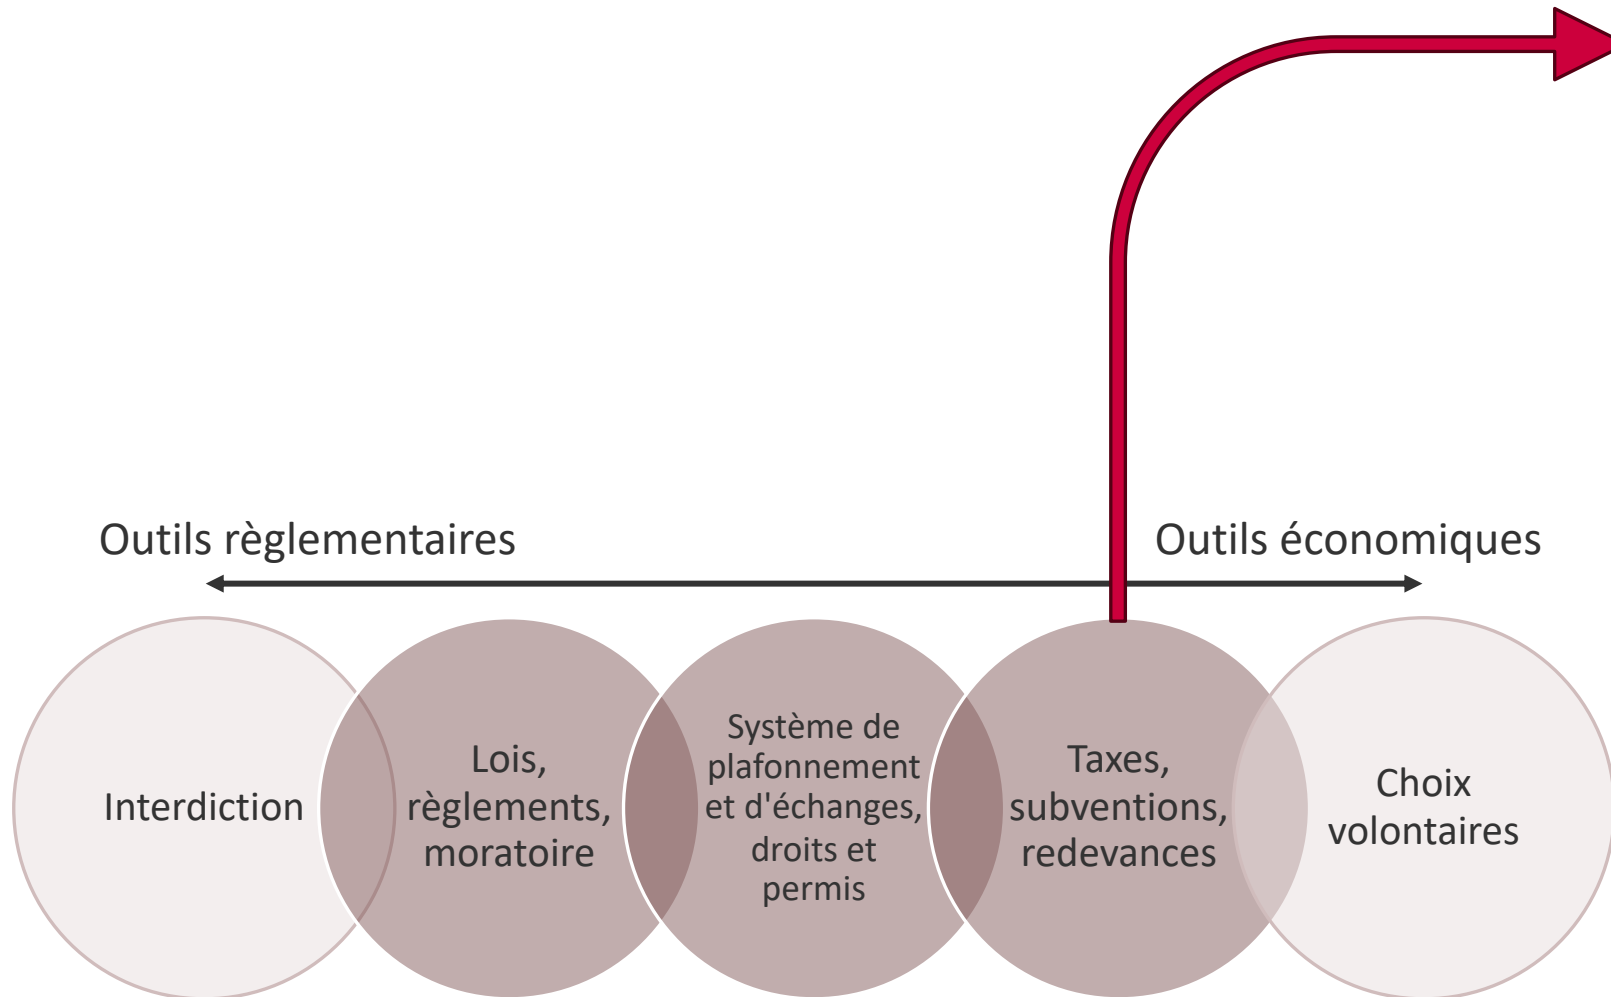 Outils règlementaires
Outils économiques
Interdiction
Lois,
règlements,
moratoire
Système de
plafonnement
et d'échanges,
droits et
permis
Taxes,
subventions,
redevances
Choix
volontaires